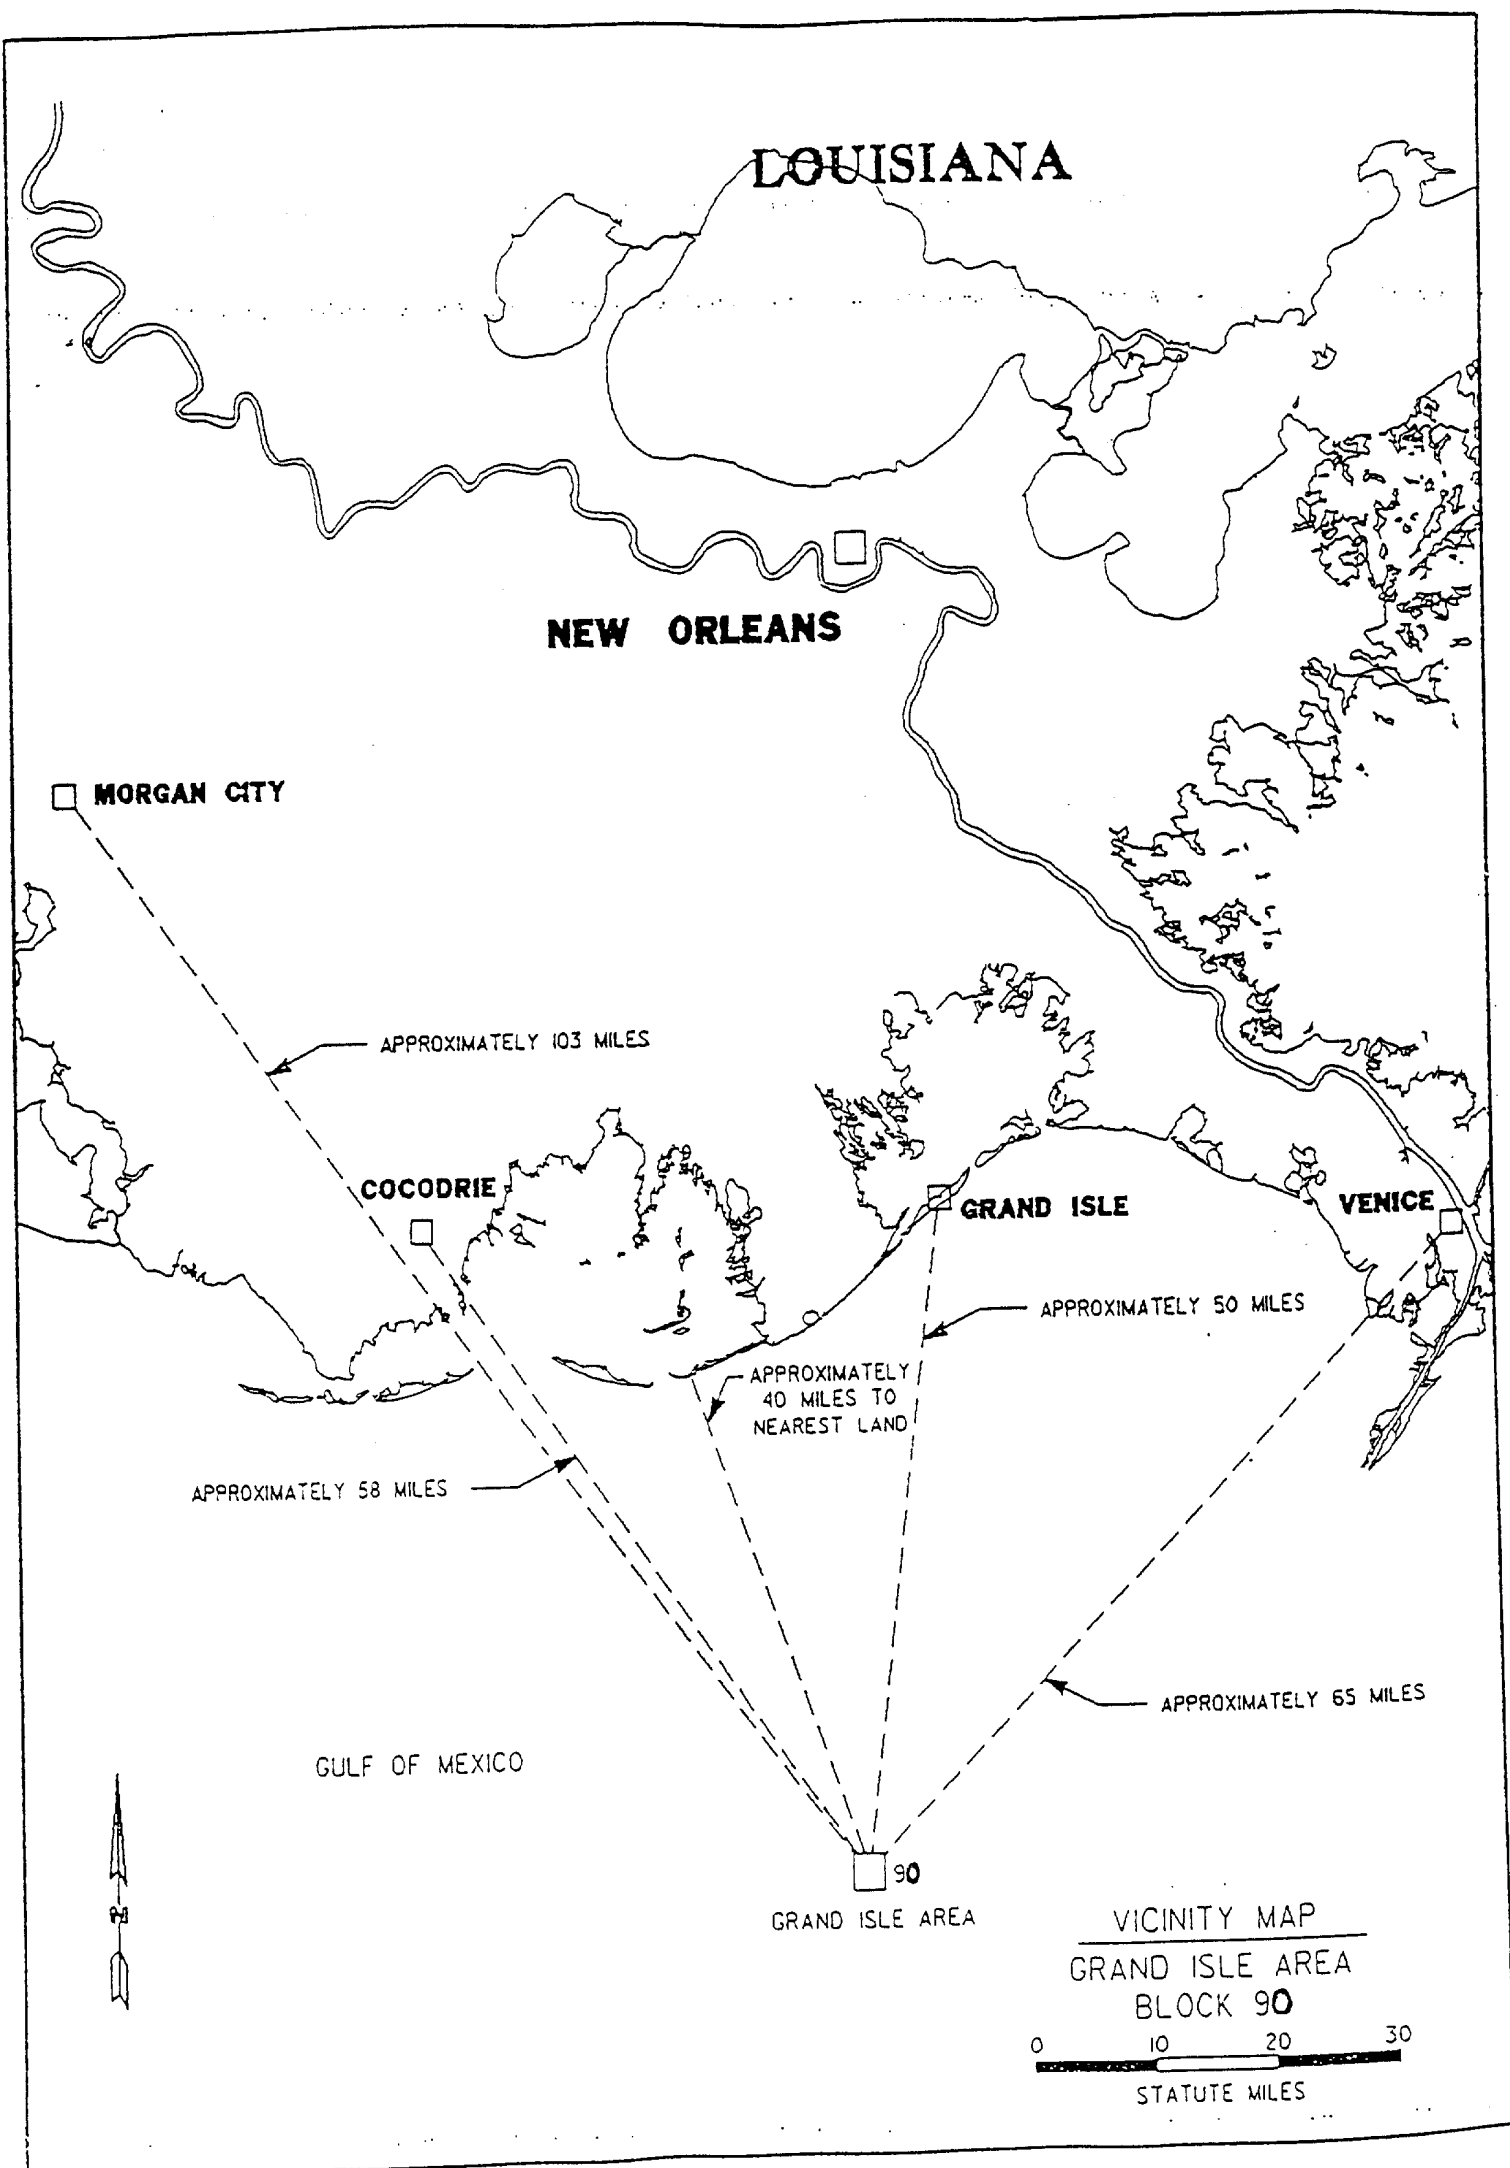 LOUISIANA
NEW ORLEANS
MORGAN CITY
APPROXIMATELY 103 MILES
COCODRIE
GRAND ISLE
VENICE
APPROXIMATELY 50 MILES
APPROXIMATELY
40 MILES TO
NEAREST LAND
APPROXIMATELY 58 MILES
APPROXIMATELY 65 MILES
GULF OF MEXICO
N
90
GRAND ISLE AREA
VICINITY MAP
GRAND ISLE AREA
BLOCK 90
0 10 20 30
STATUTE MILES